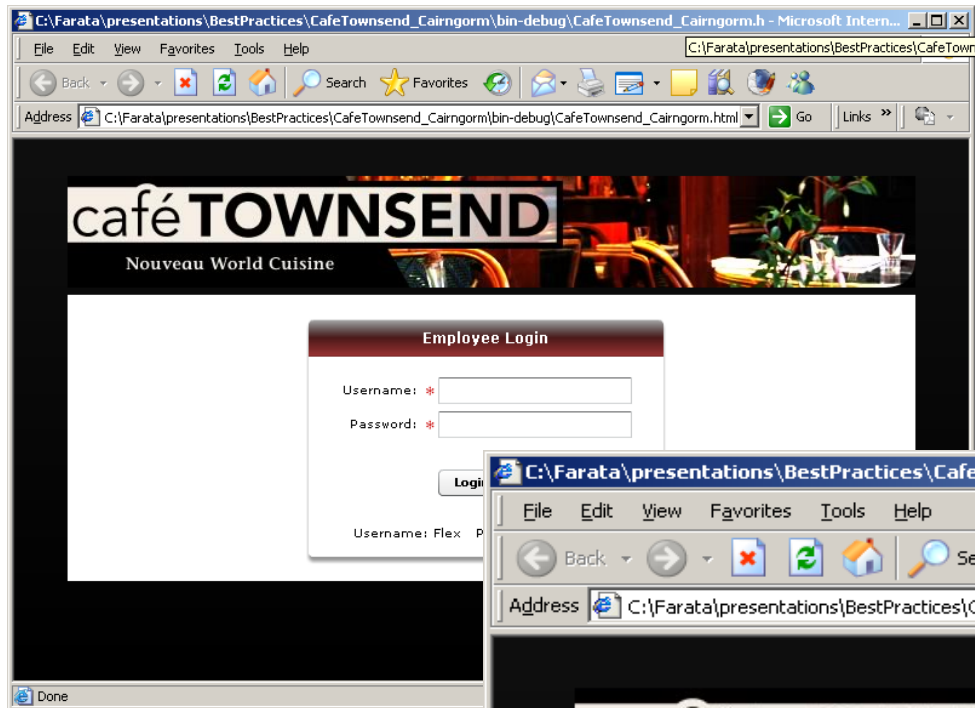 C:\Farata\presentations\BestPractices\CafeTownsend_Cairngorm\bin-debug\CafeTownsend_Cairngorm.h - Microsoft Intern...
File Edit View Favorites Tools Help
C:\Farata\presentations\BestPractices\CafeTown
Back Search Favorites
Address C:\Farata\presentations\BestPractices\CafeTownsend_Cairngorm\bin-debug\CafeTownsend_Cairngorm.html Go Links »
café TOWNSEND
Nouveau World Cuisine
Employee Login
Username: *
Password: *
Logi
Username: Flex P
C:\Farata\presentations\BestPractices\Cafe
File Edit View Favorites Tools Help
Back Se
Address C:\Farata\presentations\BestPractices\C
Done